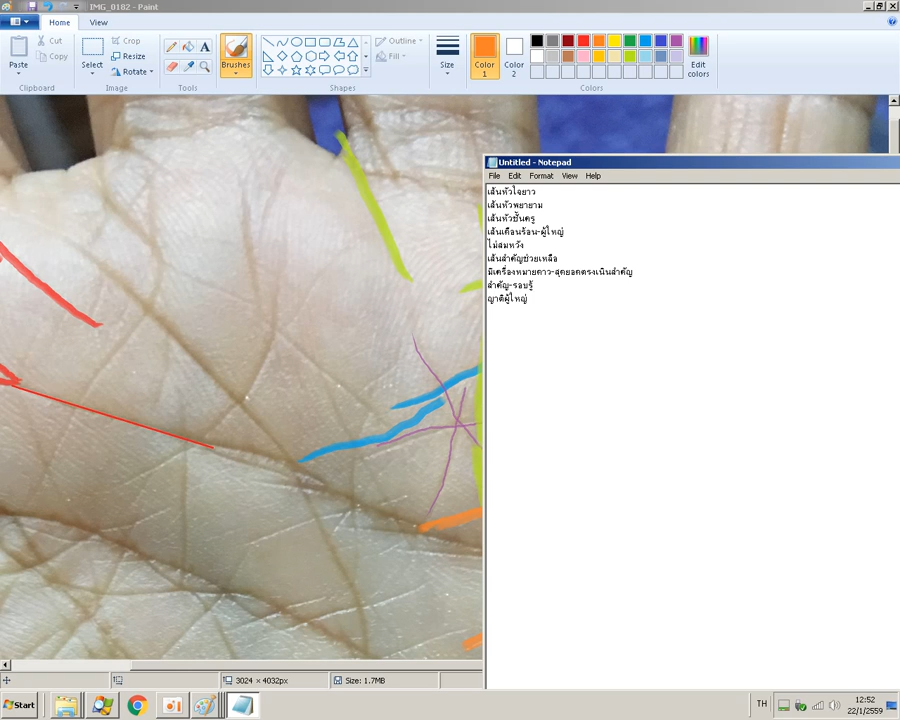 IMG_0182 - Paint
Home
View
Paste
Cut
Copy
Clipboard
Select
Crop
Resize
Rotate
Image
Tools
Brushes
Shapes
Outline
Fill
Size
Color 1
Color 2
Edit colors
Colors
Untitled - Notepad
File Edit Format View Help
เส้นหัวใจยาว
เส้นหัวพยายาม
เส้นหัวชั้นครู
เส้นเดือนร้อน-ผู้ใหญ่
ไม่สมหวัง
เส้นสำคัญช่วยเหลือ
มีเครื่องหมายดาว-สุดยอดตรงเนินสำคัญ
สำคัญ-รอบรู้
ญาติผู้ใหญ่
3024 × 4032px
Size: 1.7MB
Start
TH
12:52
22/1/2559